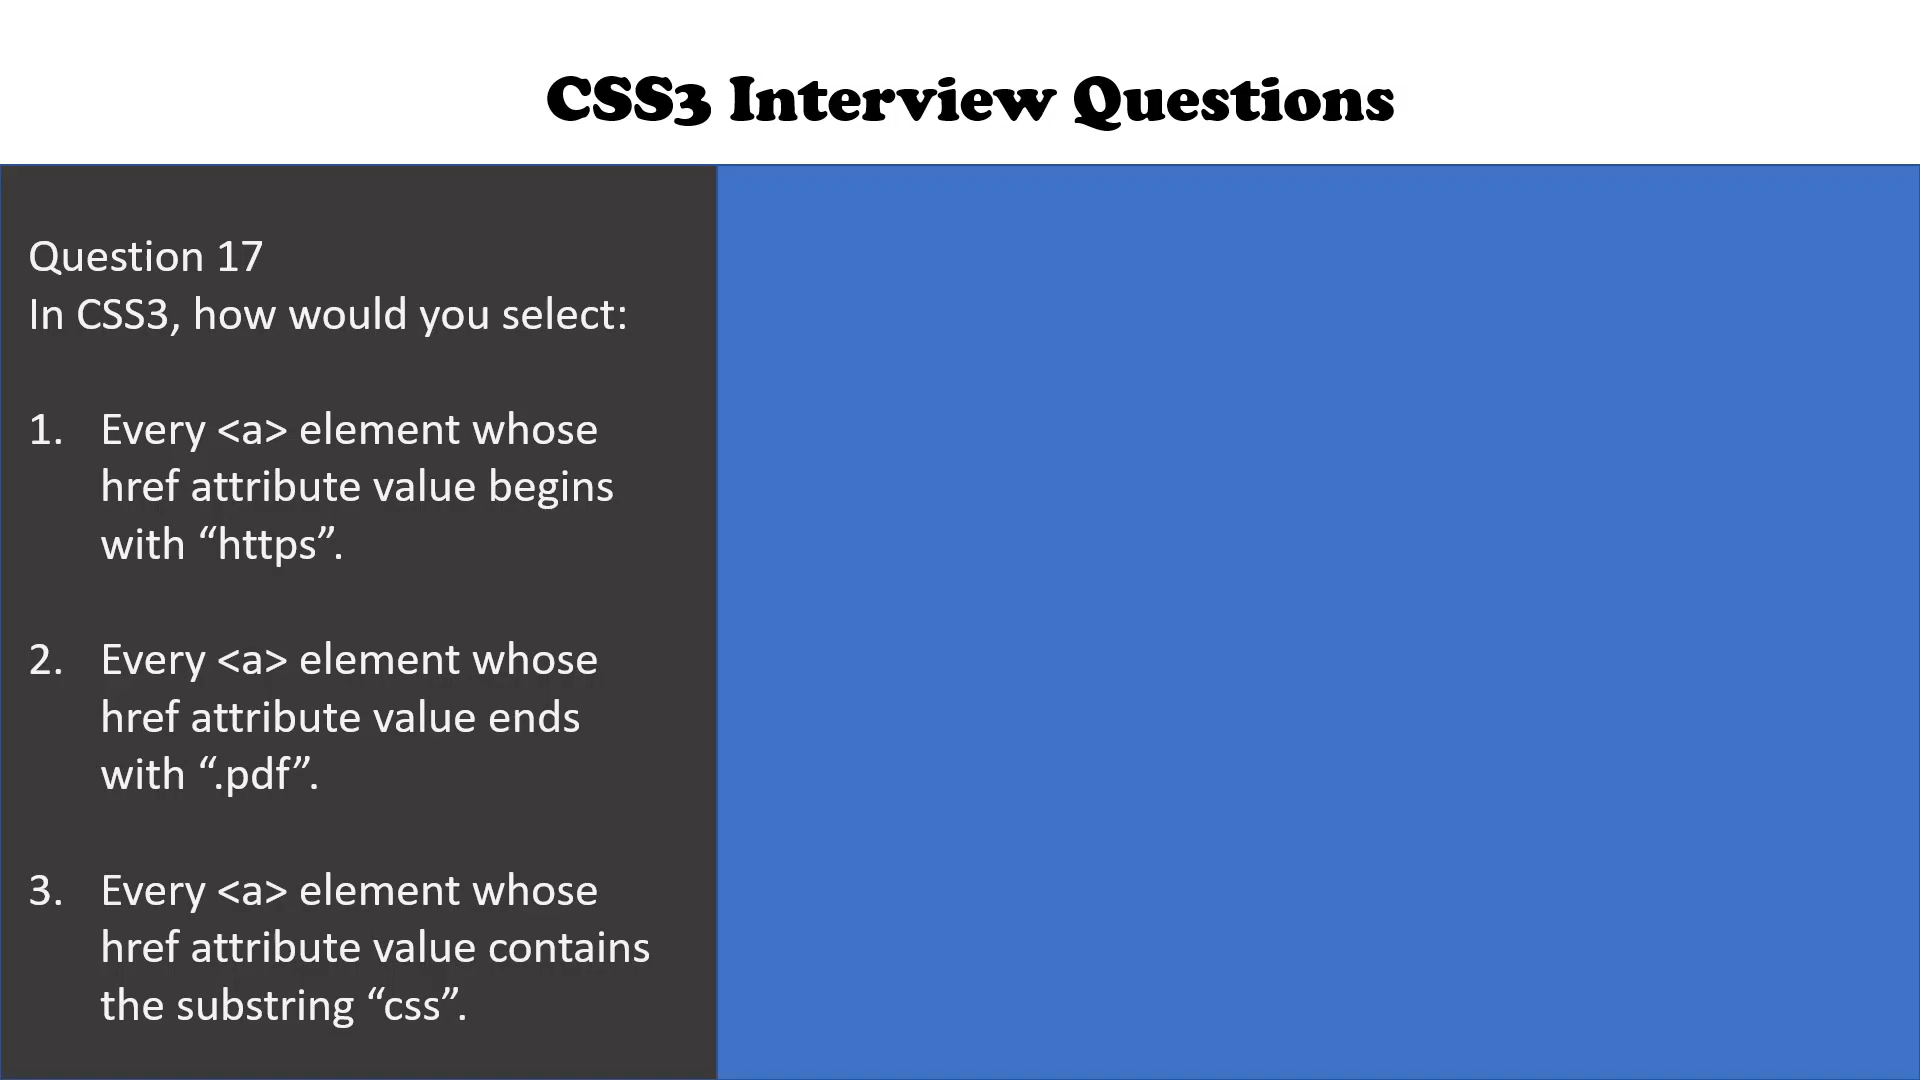 CSS3 Interview Questions
Question 17
In CSS3, how would you select:
1. Every <a> element whose
href attribute value begins
with “https”.
2. Every <a> element whose
href attribute value ends
with “.pdf”.
3. Every <a> element whose
href attribute value contains
the substring “css”.